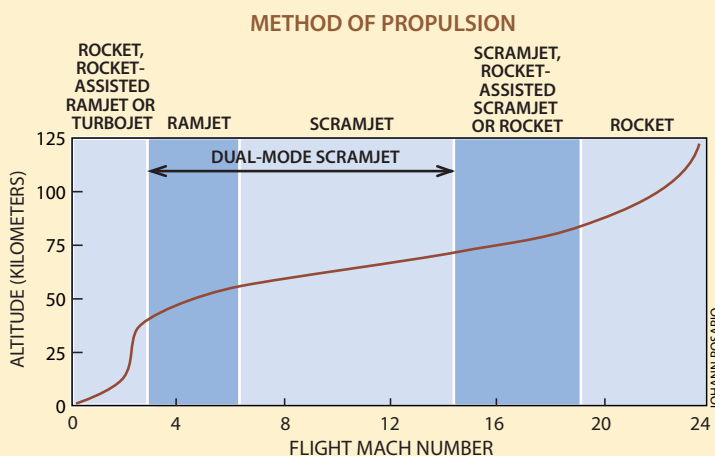 METHOD OF PROPULSION
ROCKET,
ROCKET-
ASSISTED
RAMJET OR
TURBOJET
RAMJET
SCRAMJET
SCRAMJET,
ROCKET-
ASSISTED
SCRAMJET
OR ROCKET
ROCKET
DUAL-MODE SCRAMJET
ALTITUDE (KILOMETERS)
125
100
75
50
25
0
0 4 8 12 16 20 24
FLIGHT MACH NUMBER
JOHANN ROSARIO